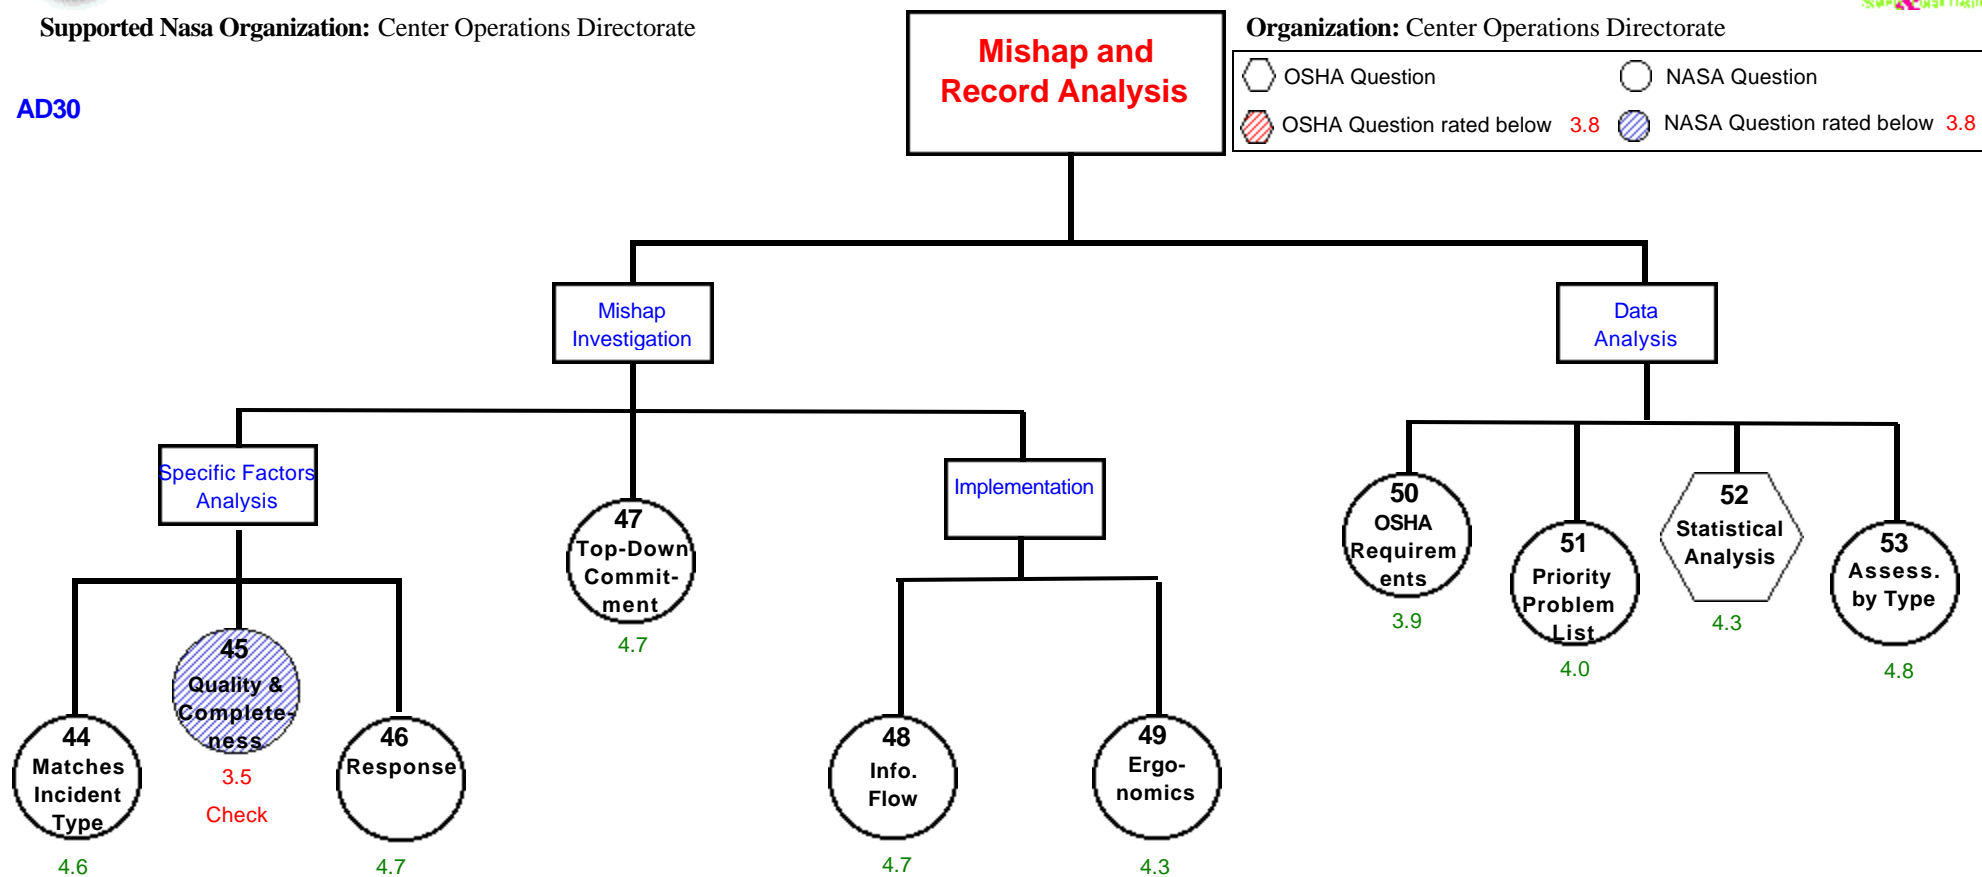 Supported Nasa Organization: Center Operations Directorate
Organization: Center Operations Directorate
Mishap and
Record Analysis
OSHA Question
NASA Question
OSHA Question rated below 3.8
NASA Question rated below 3.8
AD30
Mishap
Investigation
Data
Analysis
Specific Factors
Analysis
Implementation
47
Top-Down
Commit-
ment
4.7
50
OSHA
Requirem
ents
3.9
51
Priority
Problem
List
4.0
52
Statistical
Analysis
4.3
53
Assess.
by Type
4.8
44
Matches
Incident
Type
4.6
45
Quality &
Complete-
ness
3.5
Check
46
Response
4.7
48
Info.
Flow
4.7
49
Ergo-
nomics
4.3